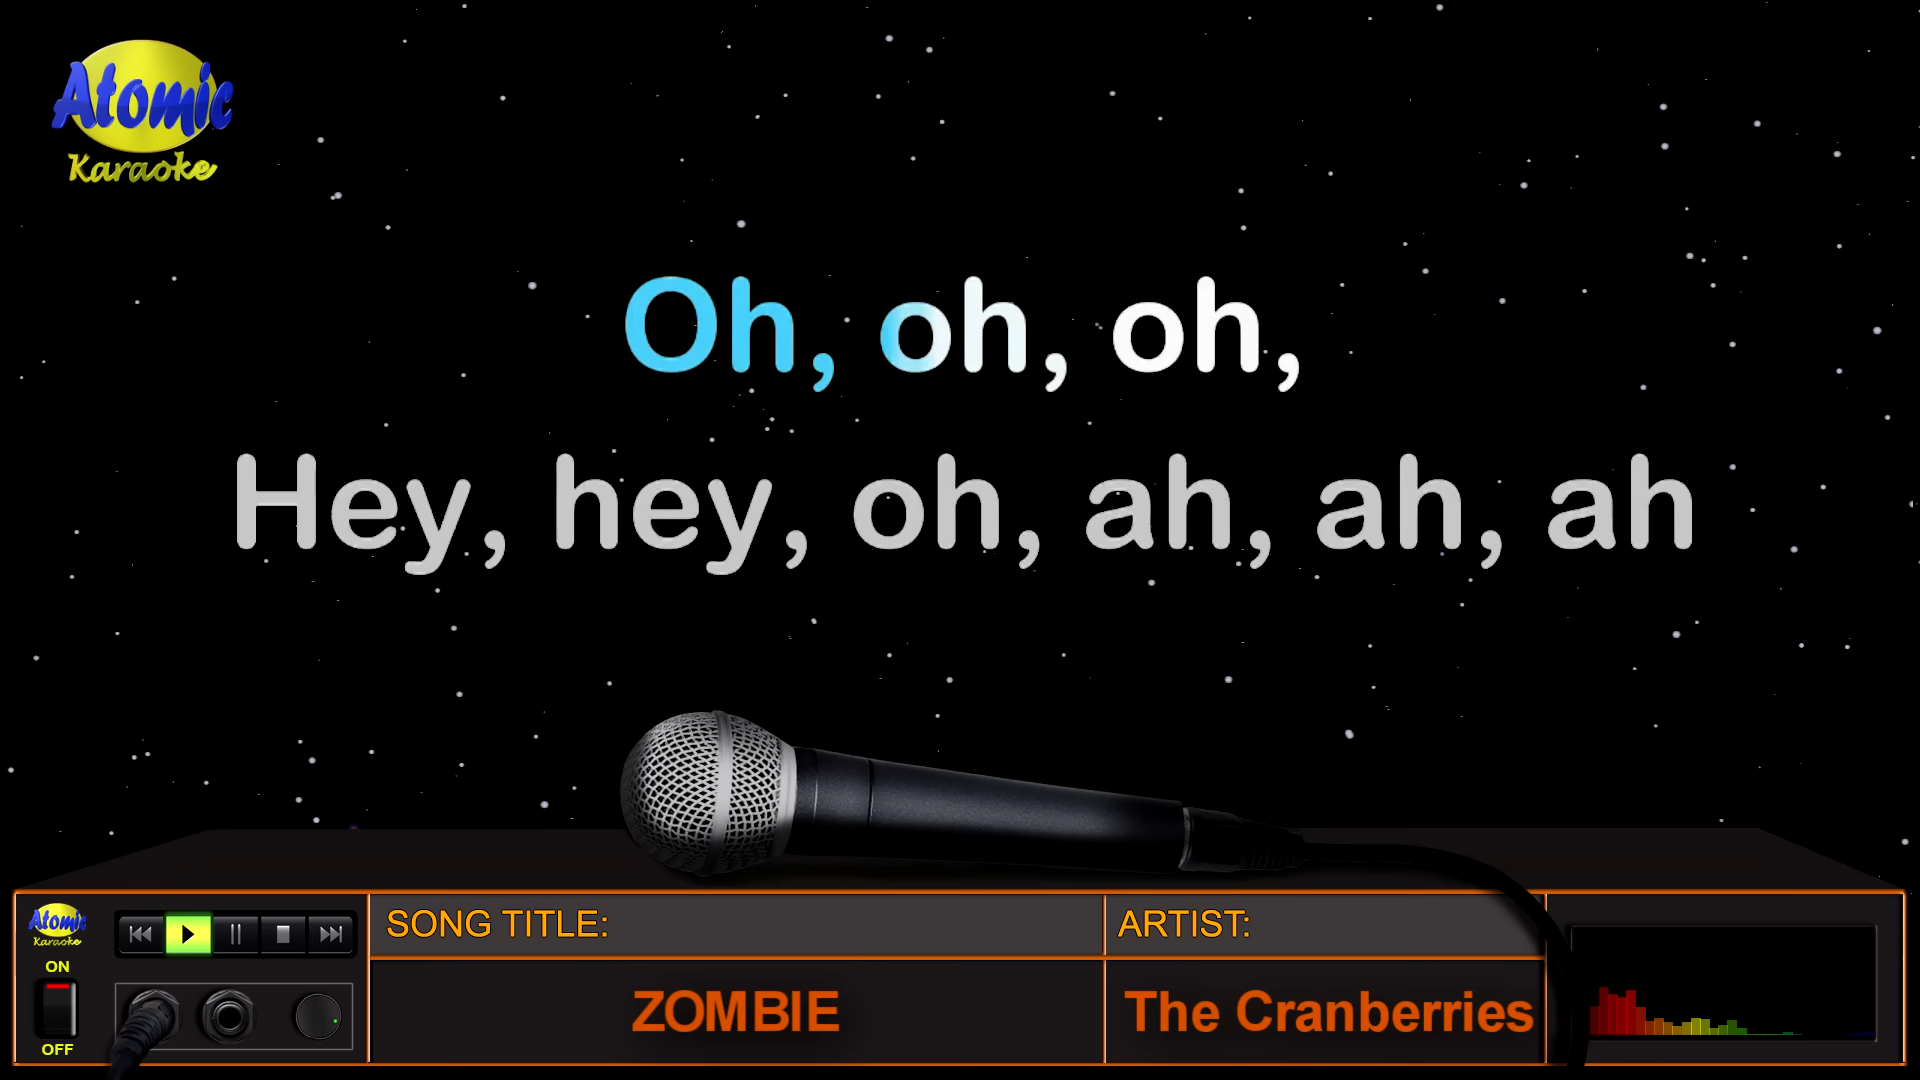 Atomic
Karaoke
Oh, oh, oh,
Hey, hey, oh, ah, ah, ah
Atomic
Karaoke
ON
OFF
SONG TITLE:
ZOMBIE
ARTIST:
The Cranberries